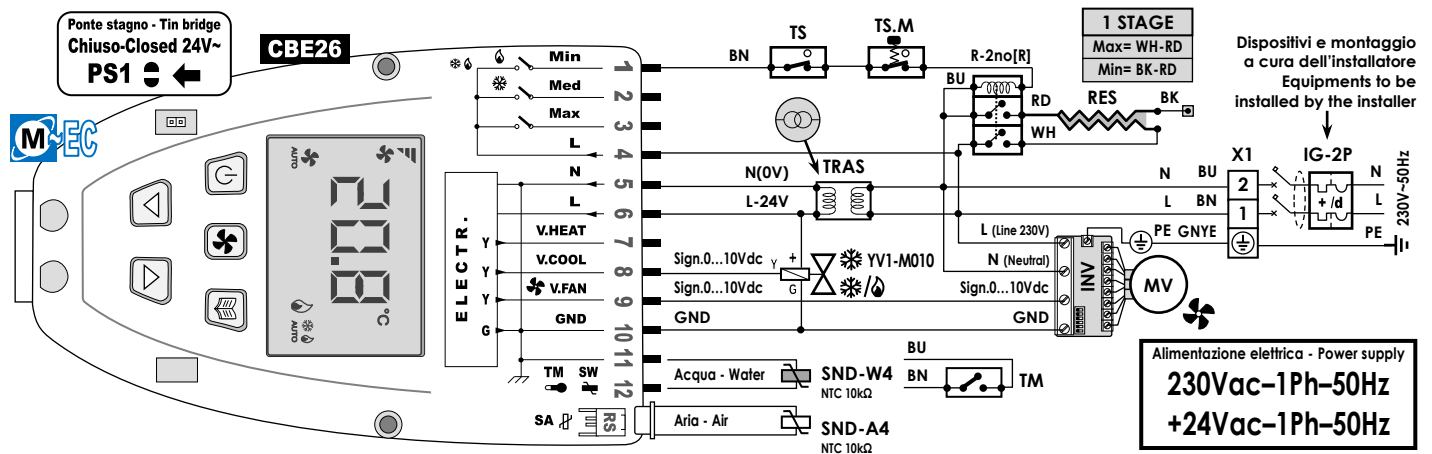 Ponte stagno - Tin bridge
Chiuso-Closed 24V~
PS1
CBE26
M~EC
AUTO
20.8
°C
AUTO
ELECTR.
Min
Med
Max
L
N
L
V.HEAT
Y
V.COOL
Y
V.FAN
Y
GND
G
TM SW
SA
RS
1
2
3
4
5
6
7
8
9
10
11
12
BN
TS
TS.M
R-2no[R]
BU
RD
WH
RES
BK
1 STAGE
Max= WH-RD
Min= BK-RD
Dispositivi e montaggio
a cura dell'installatore
Equipments to be
installed by the installer
TRAS
N(0V)
L-24V
X1
IG-2P
N BU 2 N
L BN 1 L
+ /d
230V~50Hz
PE GNYE
PE
L (Line 230V)
N (Neutral)
Sign.0...10Vdc
GND
INV
MV
Sign.0...10Vdc
Y
+
G
YV1-M010
/
Sign.0...10Vdc
GND
Acqua - Water
SND-W4
NTC 10kΩ
BU
BN
TM
Aria - Air
SND-A4
NTC 10kΩ
Alimentazione elettrica - Power supply
230Vac–1Ph–50Hz
+24Vac–1Ph–50Hz